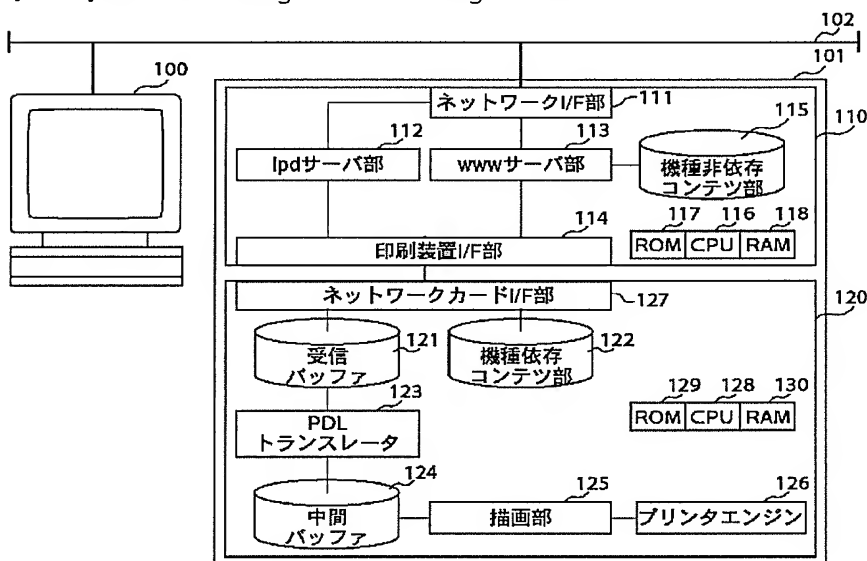 102
101
100
ネットワークI/F部
111
110
112
lpdサーバ部
113
wwwサーバ部
115
機種非依存
コンテツ部
114
印刷装置I/F部
117
116
118
ROM
CPU
RAM
ネットワークカードI/F部
127
120
受信
バッファ
121
機種依存
コンテツ部
122
123
PDL
トランスレータ
129
128
130
ROM
CPU
RAM
124
中間
バッファ
125
描画部
126
プリンタエンジン